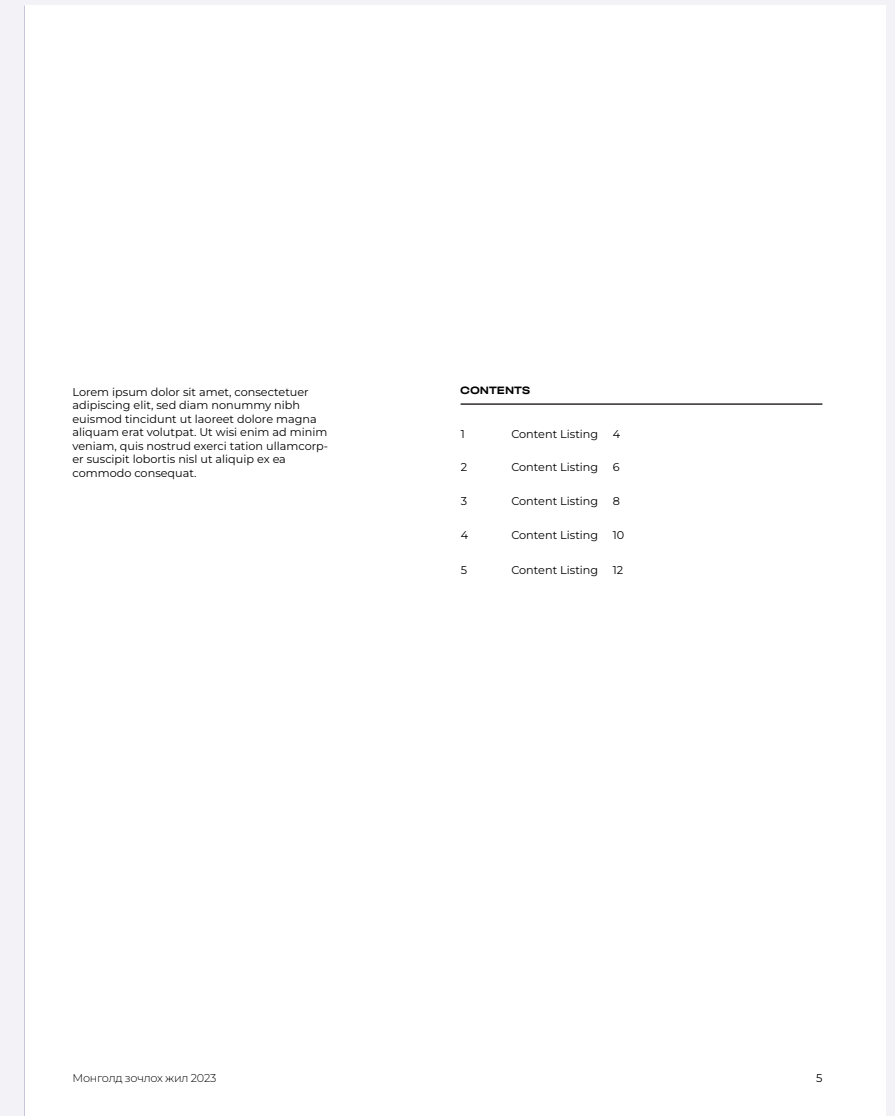 Lorem ipsum dolor sit amet, consectetuer
adipiscing elit, sed diam nonummy nibh
euismod tincidunt ut laoreet dolore magna
aliquam erat volutpat. Ut wisi enim ad minim
veniam, quis nostrud exerci tation ullamcorp-
er suscipit lobortis nisl ut aliquip ex ea
commodo consequat.
CONTENTS
1 Content Listing 4
2 Content Listing 6
3 Content Listing 8
4 Content Listing 10
5 Content Listing 12
Монголд зочлох жил 2023 5